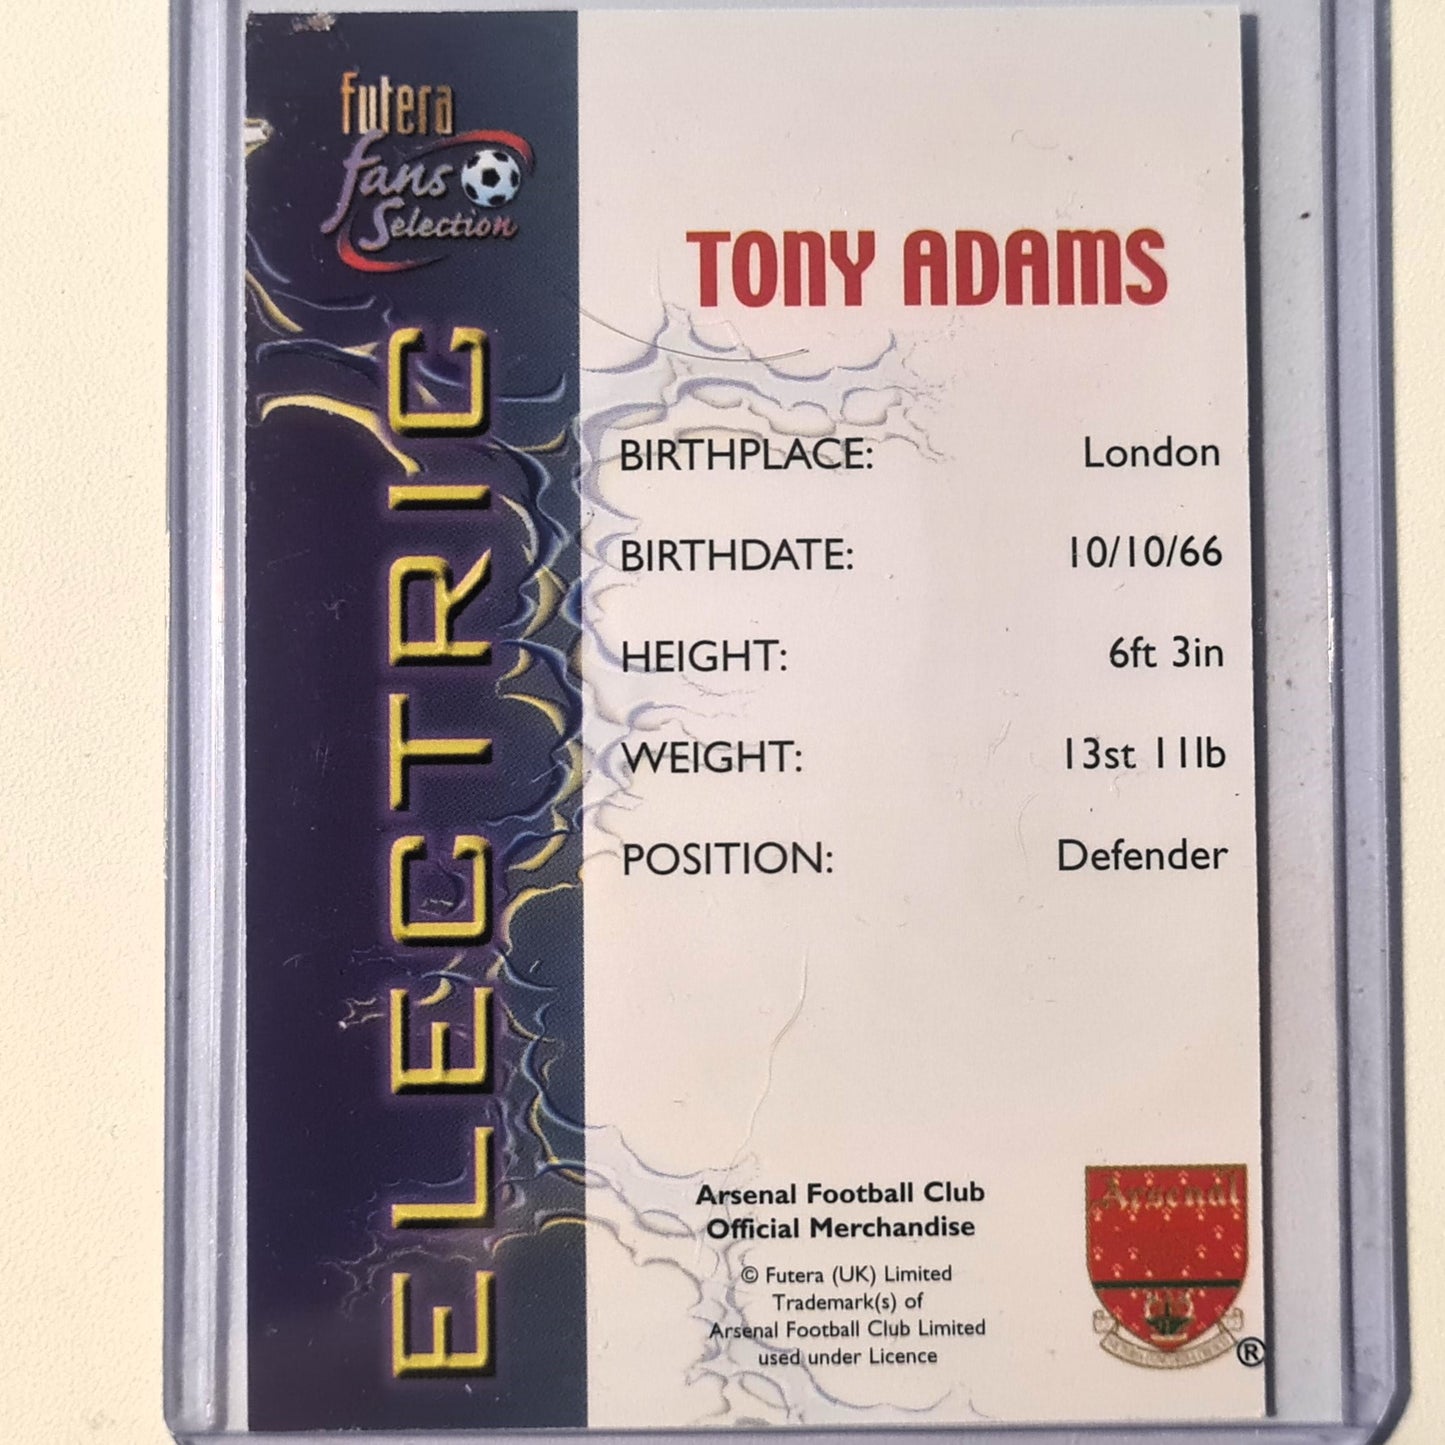 futera
fans
Selection
ELECTRIC
TONY ADAMS
BIRTHPLACE: London
BIRTHDATE: 10/10/66
HEIGHT: 6ft 3in
WEIGHT: 13st 11lb
POSITION: Defender
Arsenal Football Club
Official Merchandise
© Futera (UK) Limited
Trademark(s) of
Arsenal Football Club Limited
used under Licence
Arsenal
®